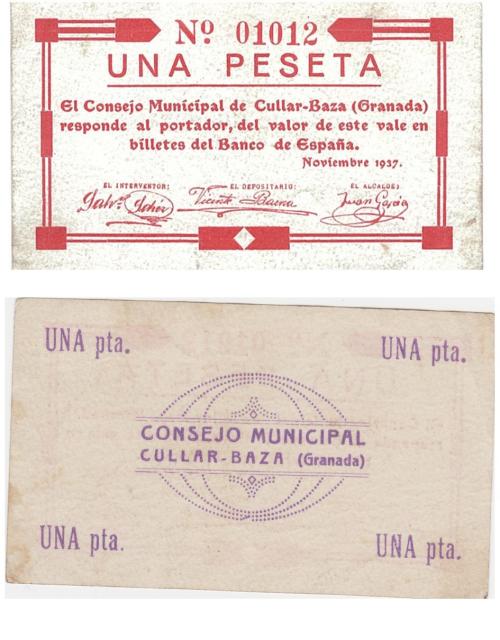 Nº 01012
UNA PESETA
El Consejo Municipal de Cullar-Baza (Granada)
responde al portador, del valor de este vale en
billetes del Banco de España.
Noviembre 1937.
EL INTERVENTOR: EL DEPOSITARIO: EL ALCALDE:
Vicente Baena Juan García
UNA pta. UNA pta.
CONSEJO MUNICIPAL
CULLAR-BAZA (Granada)
UNA pta. UNA pta.